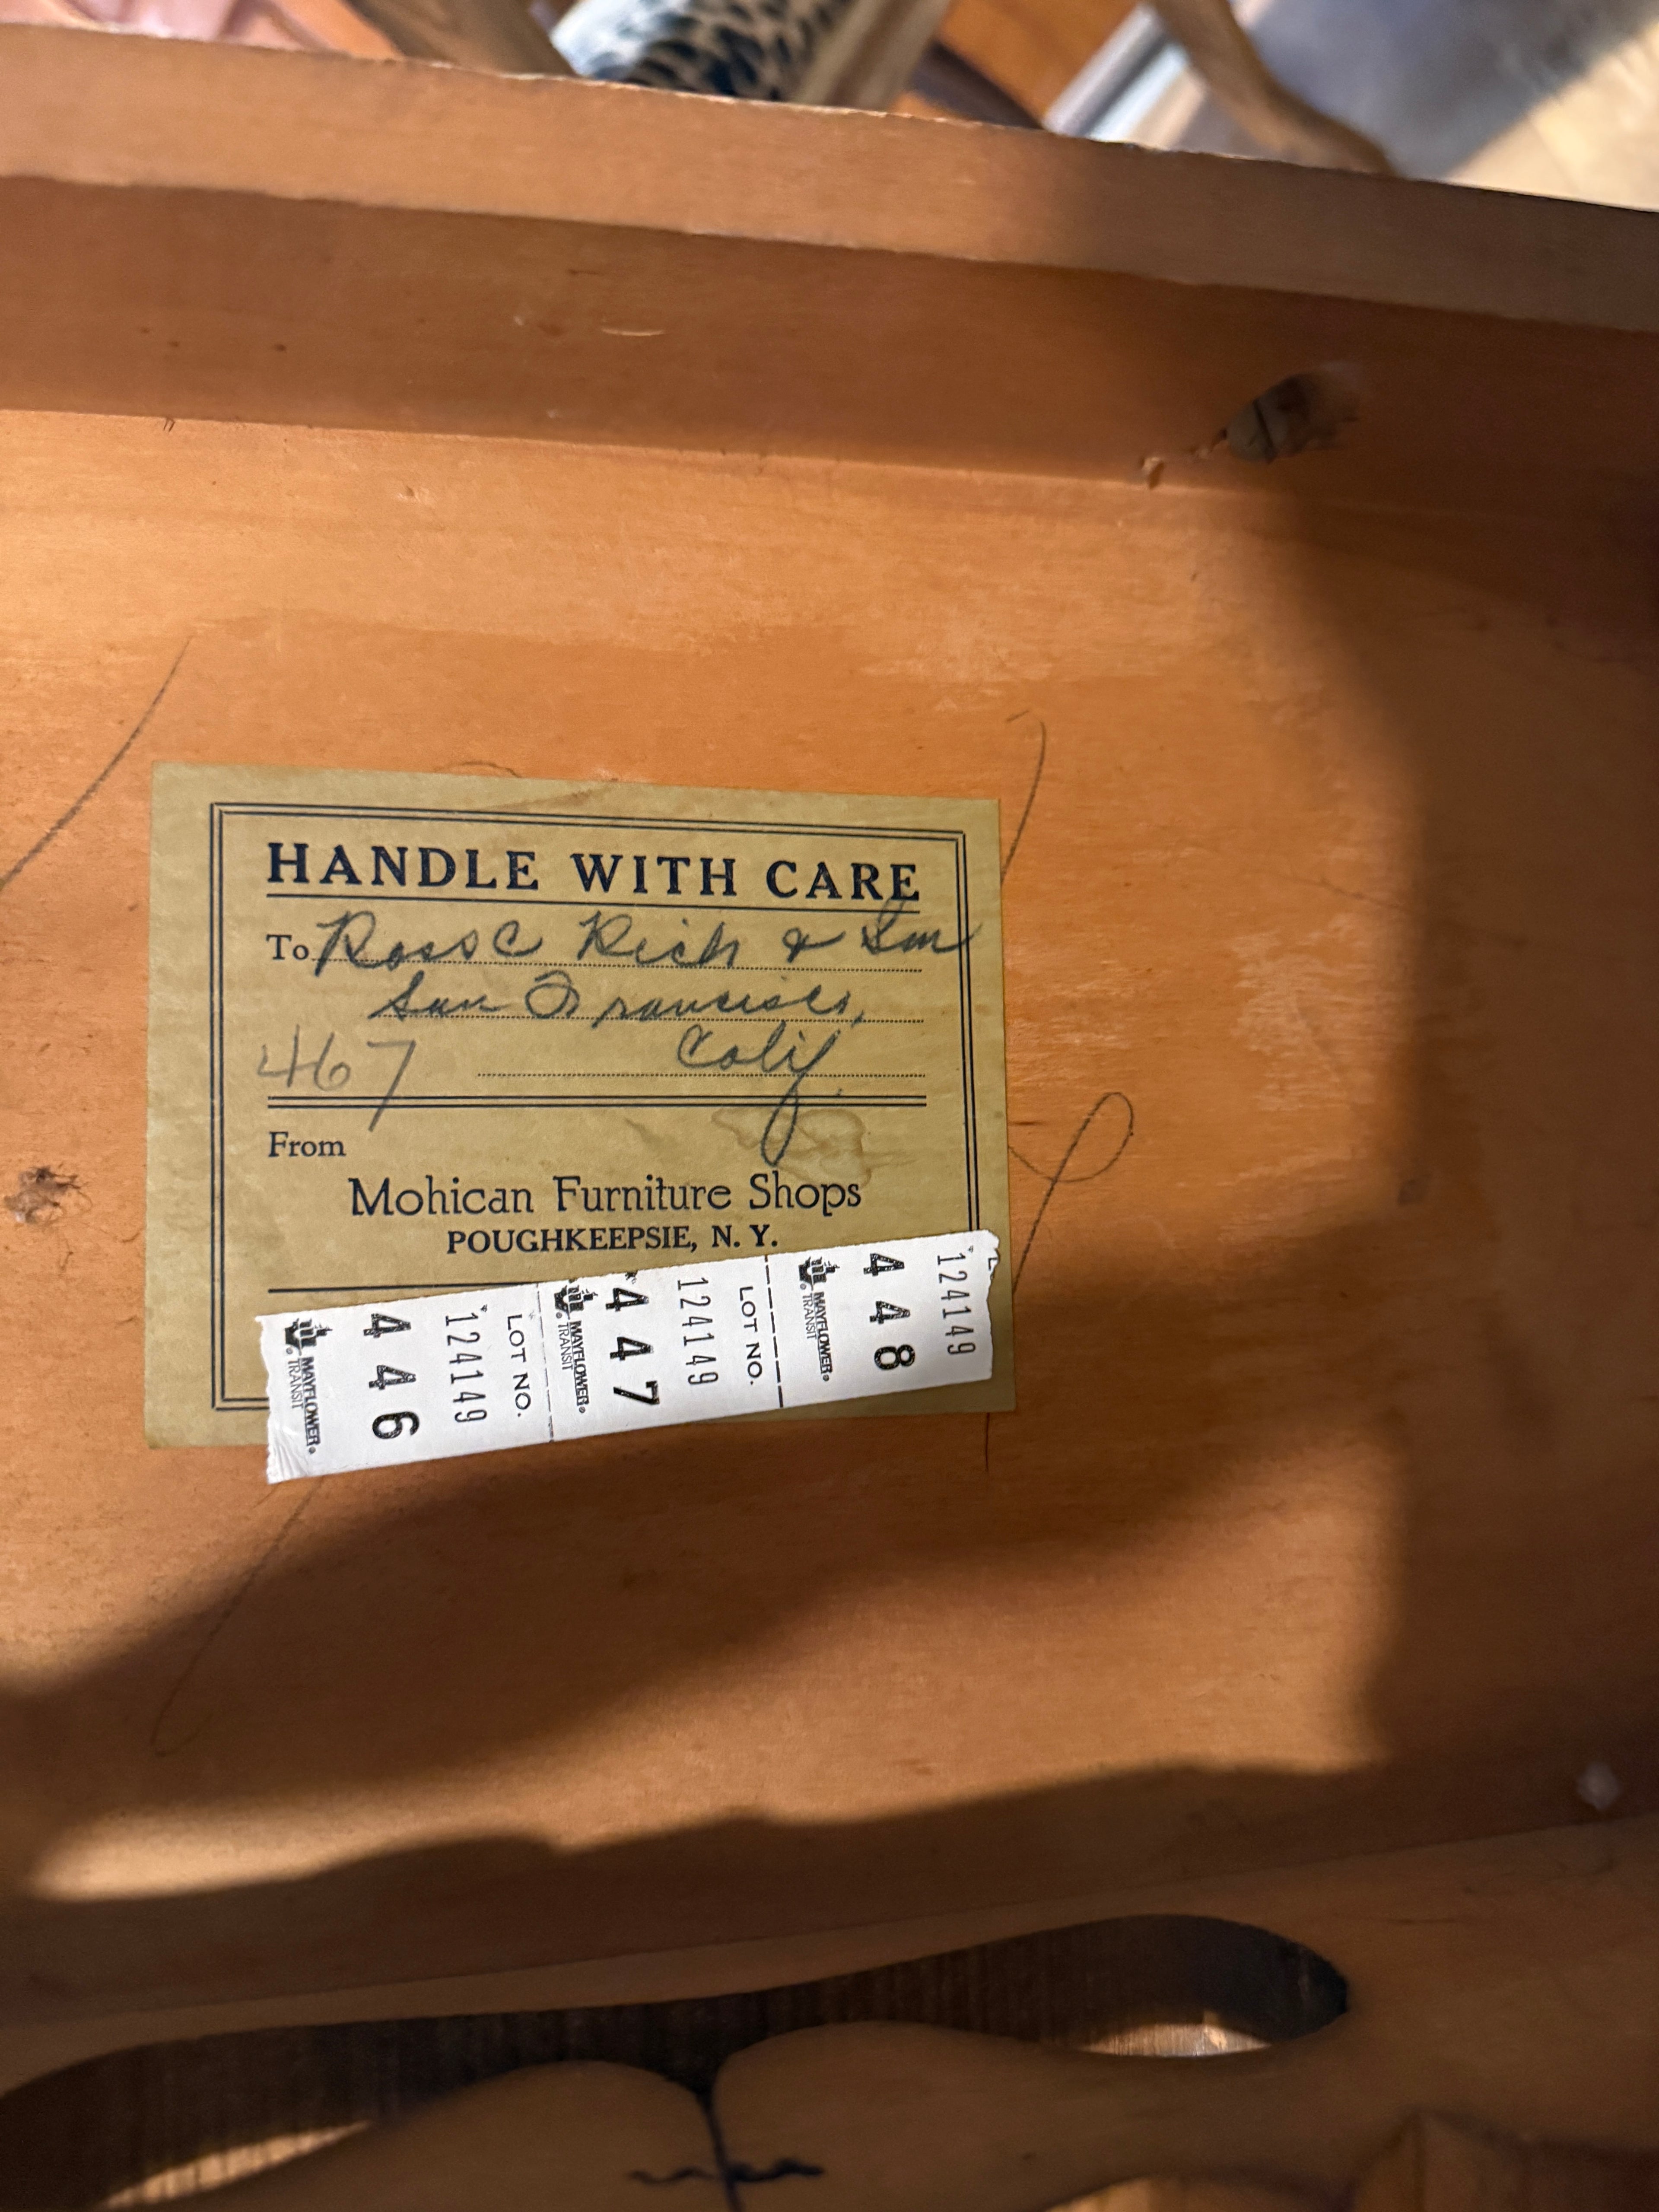 HANDLE WITH CARE
To Ross C Rich & Son
San Francisco,
467 Calif.
From
Mohican Furniture Shops
POUGHKEEPSIE, N. Y.
MAYFLOWER®
TRANSIT
446
124149
LOT NO.
MAYFLOWER®
TRANSIT
447
124149
LOT NO.
MAYFLOWER®
TRANSIT
448
124149